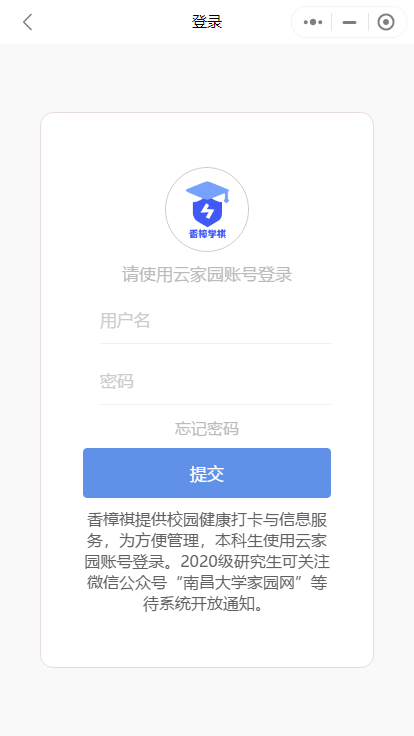 登录
香樟学祺
请使用云家园账号登录
用户名
密码
忘记密码
提交
香樟祺提供校园健康打卡与信息服
务，为方便管理，本科生使用云家
园账号登录。2020级研究生可关注
微信公众号“南昌大学家园网”等
待系统开放通知。